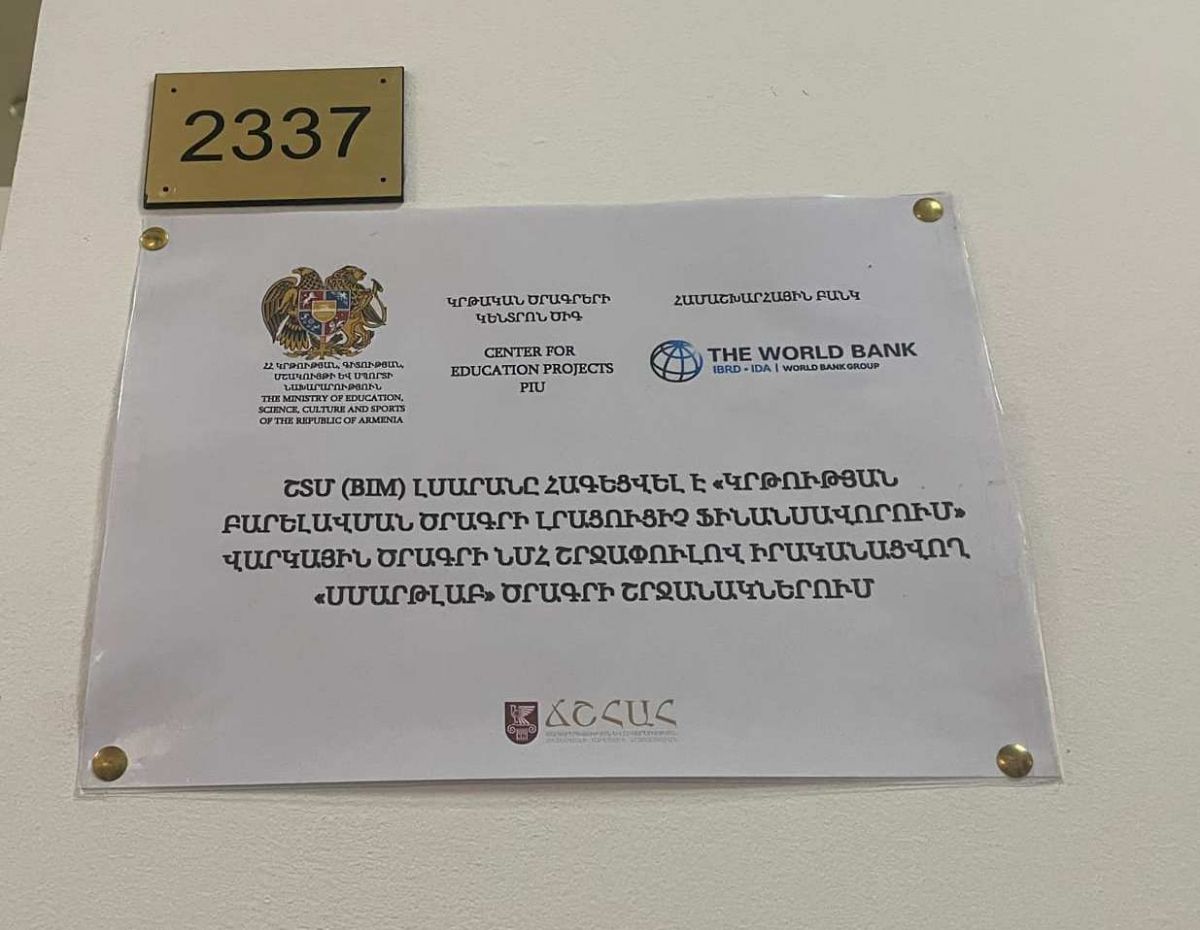 2337
ՀՀ ԿՐԹՈՒԹՅԱՆ, ԳԻՏՈՒԹՅԱՆ,
ՄՇԱԿՈՒՅԹԻ ԵՎ ՍՊՈՐՏԻ
ՆԱԽԱՐԱՐՈՒԹՅՈՒՆ
THE MINISTRY OF EDUCATION,
SCIENCE, CULTURE AND SPORTS
OF THE REPUBLIC OF ARMENIA
ԿՐԹԱԿԱՆ ԾՐԱԳՐԵՐԻ
ԿԵՆՏՐՈՆ ԾԻԳ
CENTER FOR
EDUCATION PROJECTS
PIU
ՀԱՄԱՇԽԱՐՀԱՅԻՆ ԲԱՆԿ
THE WORLD BANK
IBRD • IDA | WORLD BANK GROUP
ՇՏՄ (BIM) ԼՍԱՐԱՆԸ ՀԱԳԵՑՎԵԼ Է «ԿՐԹՈՒԹՅԱՆ
ԲԱՐԵԼԱՎՄԱՆ ԾՐԱԳՐԻ ԼՐԱՑՈՒՑԻՉ ՖԻՆԱՆՍԱՎՈՐՈՒՄ»
ՎԱՐԿԱՅԻՆ ԾՐԱԳՐԻ ՆՄՀ ՇՐՋԱՓՈՒԼՈՎ ԻՐԱԿԱՆԱՑՎՈՂ
«ՍՄԱՐԹԼԱԲ» ԾՐԱԳՐԻ ՇՐՋԱՆԱԿՆԵՐՈՒՄ
ՃՇՀԱՀ